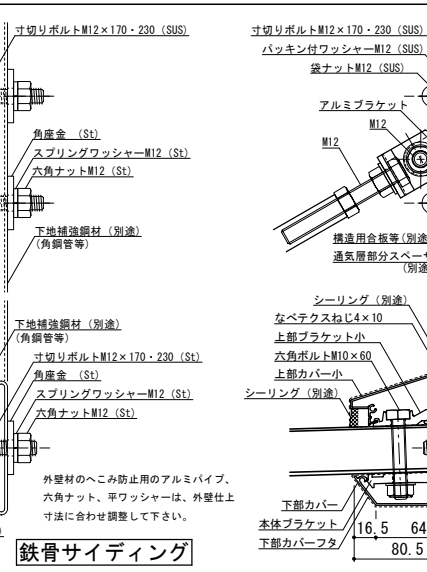 寸切りボルトM12×170・230 (SUS)
角座金 (St)
スプリングワッシャーM12 (St)
六角ナットM12 (St)
下地補強鋼材 (別途)
(角鋼管等)
下地補強鋼材 (別途)
(角鋼管等)
寸切りボルトM12×170・230 (St)
角座金 (St)
スプリングワッシャーM12 (St)
六角ナットM12 (St)
外壁材のへこみ防止用のアルミパイプ、
六角ナット、平ワッシャーは、外壁仕上
寸法に合わせ調整して下さい。
鉄骨サイディング
寸切りボルトM12×170・230 (SUS)
パッキン付ワッシャーM12 (SUS)
袋ナットM12 (SUS)
アルミブラケット
M12
M12
構造用合板等(別途
通気層部分スペーサ
(別途
シーリング (別途)
なべテクスねじ4×10
上部ブラケット小
六角ボルトM10×60
上部カバー小
シーリング (別途)
下部カバー
本体ブラケット
下部カバーフタ
16.5 64
80.5